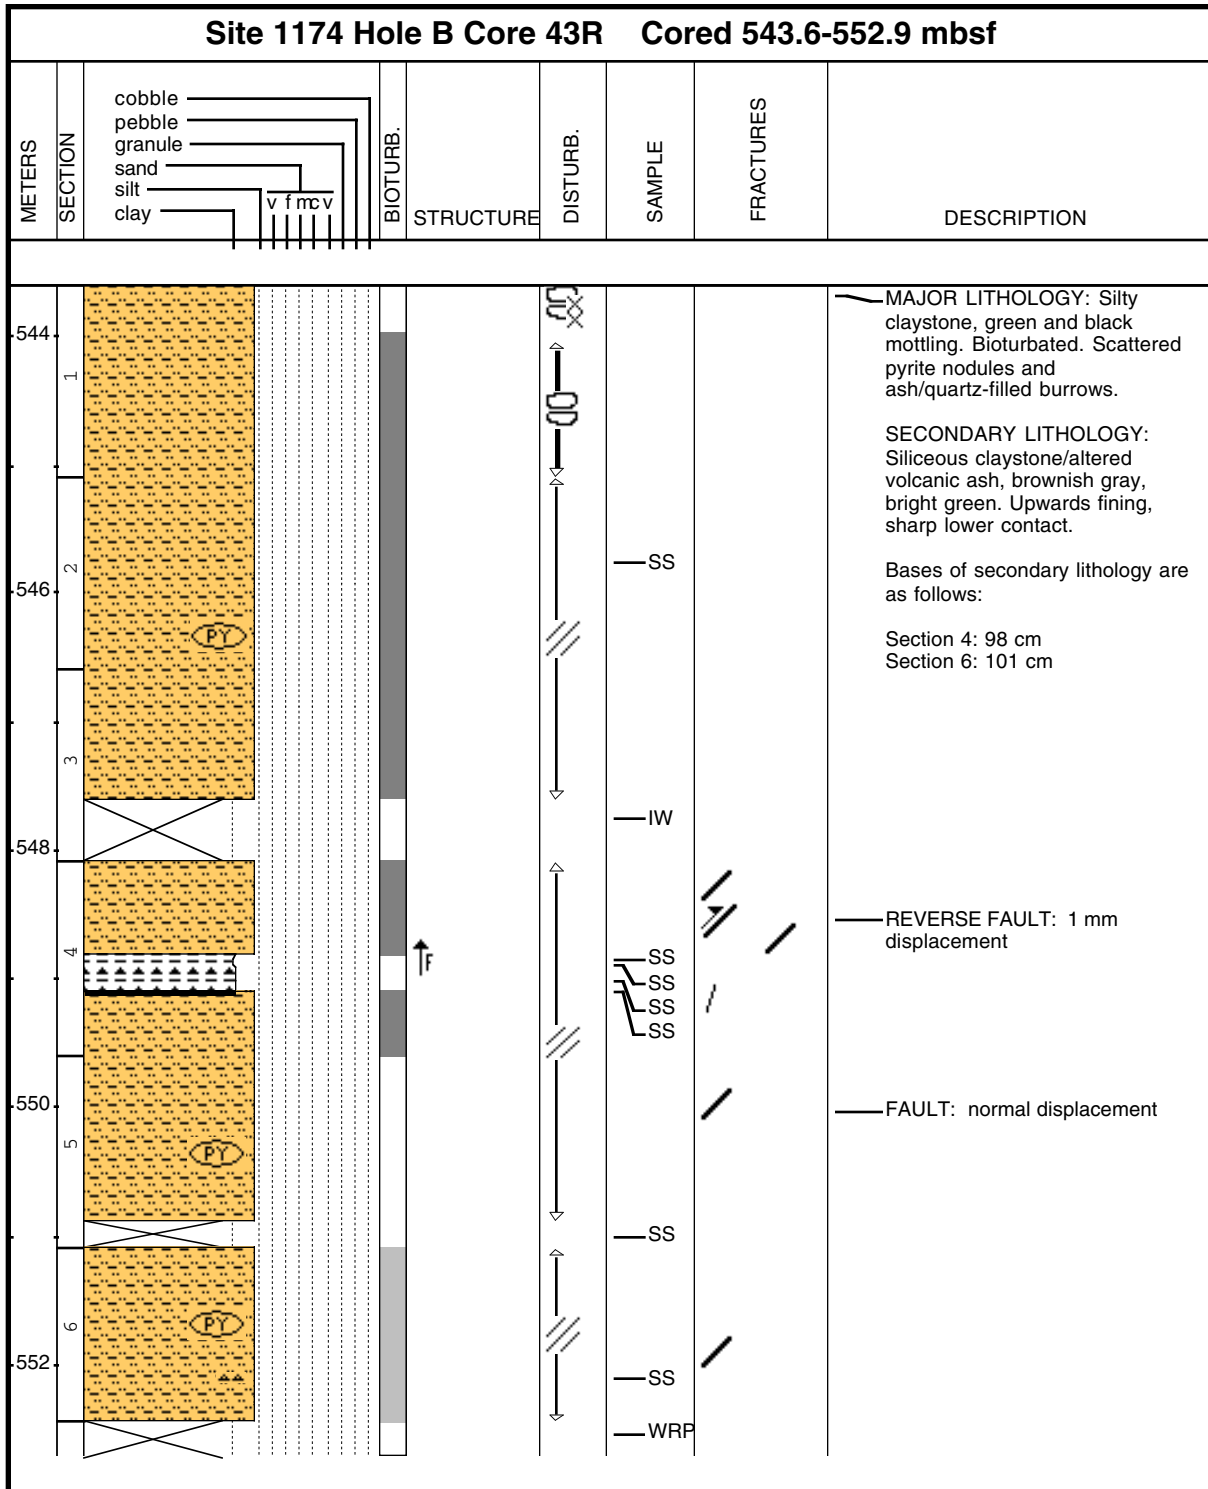 Site 1174 Hole B Core 43R Cored 543.6-552.9 mbsf
METERS
SECTION
cobble
pebble
granule
sand
silt
v f m c v
clay
BIOTURB.
STRUCTURE
DISTURB.
SAMPLE
FRACTURES
DESCRIPTION
MAJOR LITHOLOGY: Silty
claystone, green and black
mottling. Bioturbated. Scattered
pyrite nodules and
ash/quartz-filled burrows.
SECONDARY LITHOLOGY:
Siliceous claystone/altered
volcanic ash, brownish gray,
bright green. Upwards fining,
sharp lower contact.
Bases of secondary lithology are
as follows:
Section 4: 98 cm
Section 6: 101 cm
544
1
2
SS
546
PY
3
IW
548
REVERSE FAULT: 1 mm
displacement
4
F
SS
SS
SS
SS
550
FAULT: normal displacement
5
PY
SS
6
PY
552
SS
WRP